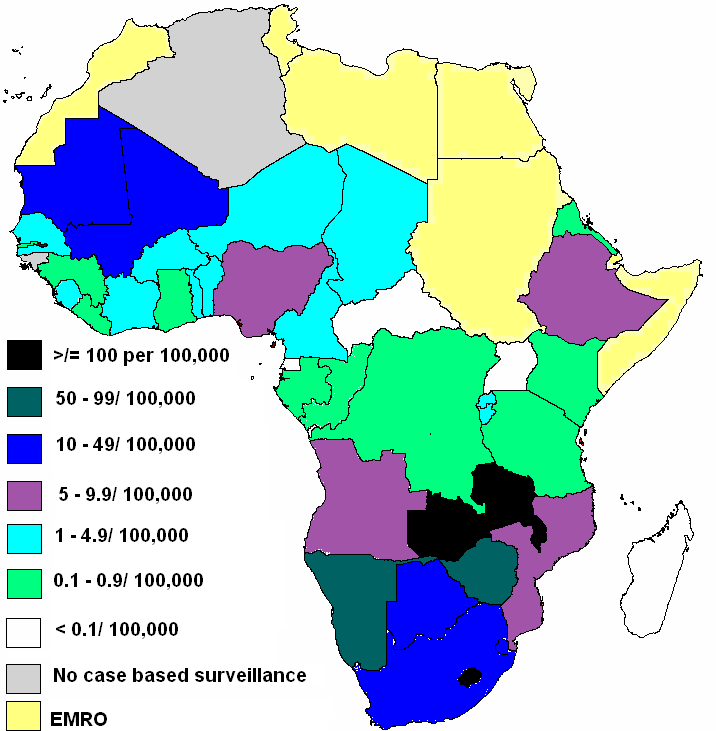 >/= 100 per 100,000
50 - 99/ 100,000
10 - 49/ 100,000
5 - 9.9/ 100,000
1 - 4.9/ 100,000
0.1 - 0.9/ 100,000
< 0.1/ 100,000
No case based surveillance
EMRO